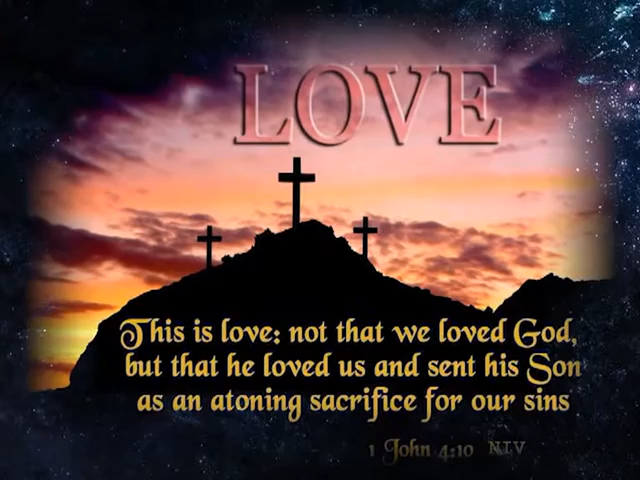 LOVE
This is love: not that we loved God,
but that he loved us and sent his Son
as an atoning sacrifice for our sins
1 John 4:10 NIV